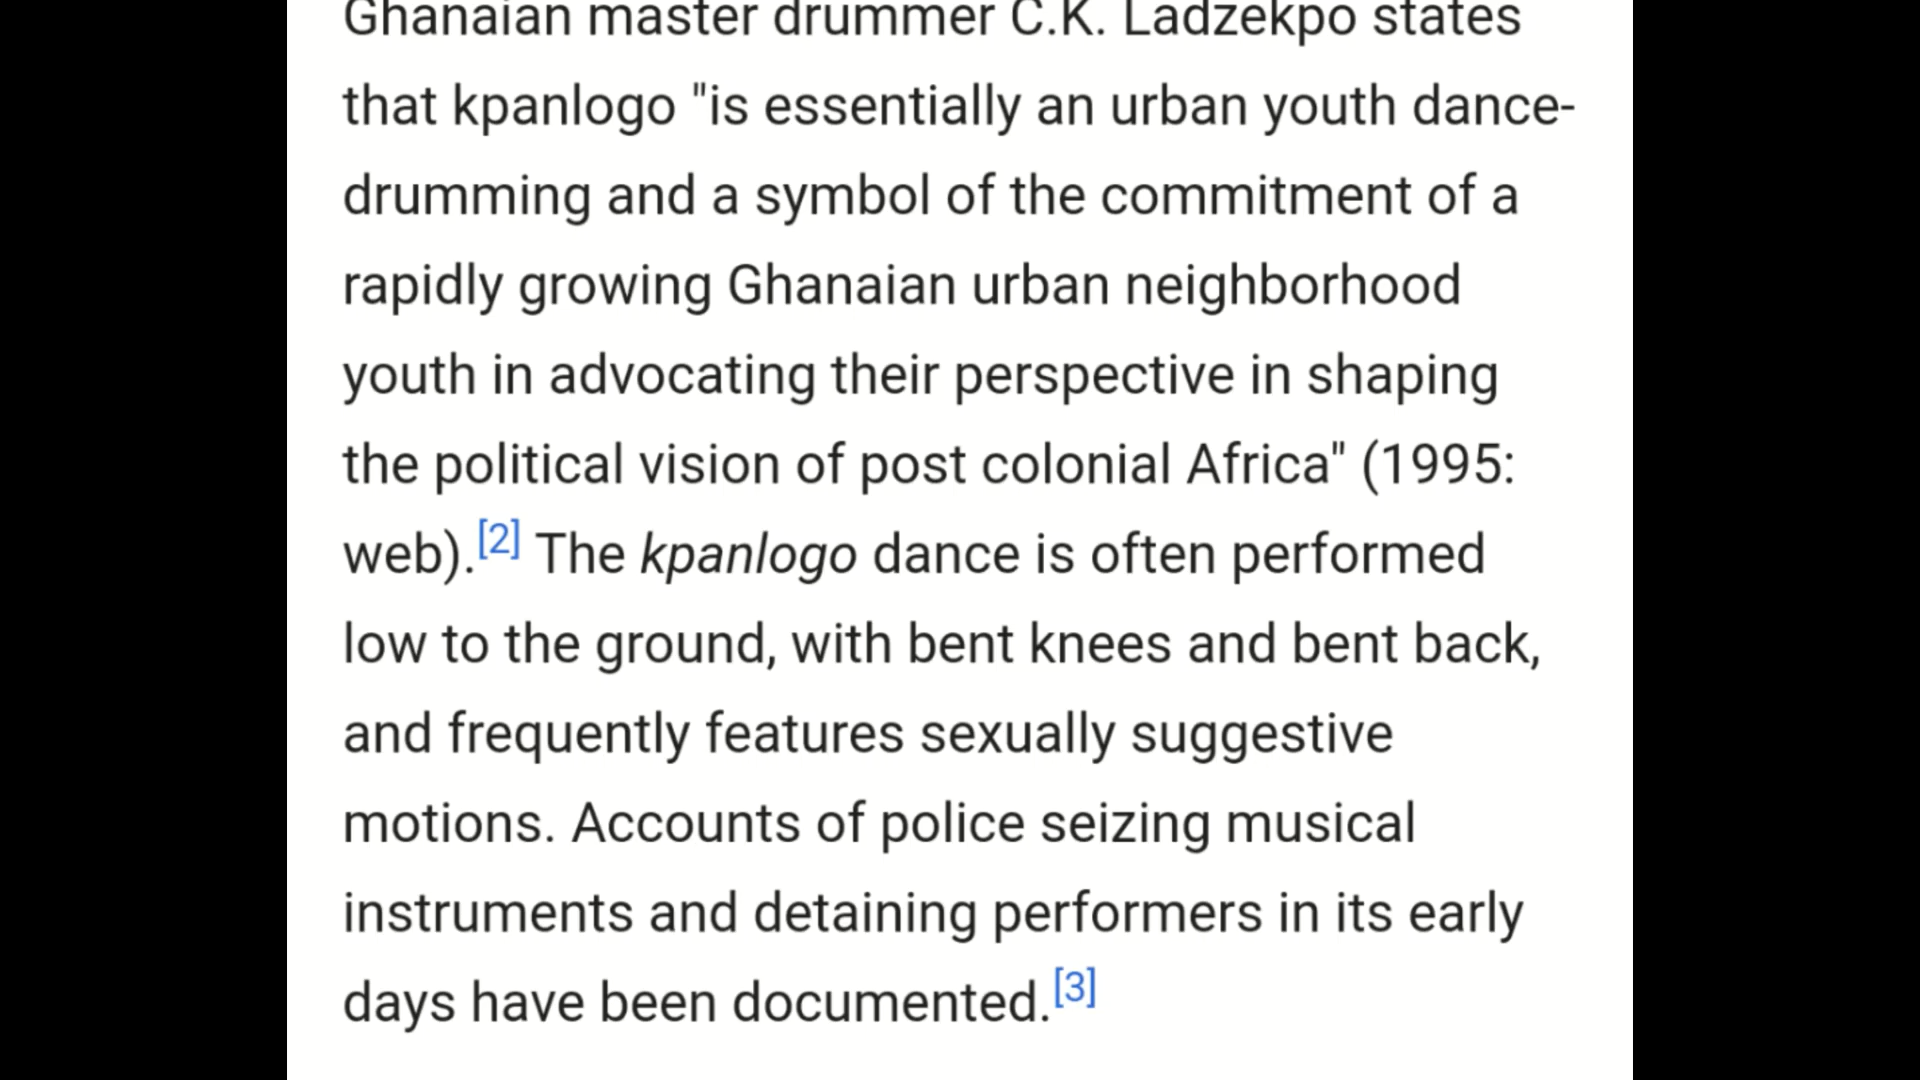 Ghanaian master drummer C.K. Ladzekpo states
that kpanlogo "is essentially an urban youth dance-
drumming and a symbol of the commitment of a
rapidly growing Ghanaian urban neighborhood
youth in advocating their perspective in shaping
the political vision of post colonial Africa" (1995:
web).[2] The kpanlogo dance is often performed
low to the ground, with bent knees and bent back,
and frequently features sexually suggestive
motions. Accounts of police seizing musical
instruments and detaining performers in its early
days have been documented.[3]